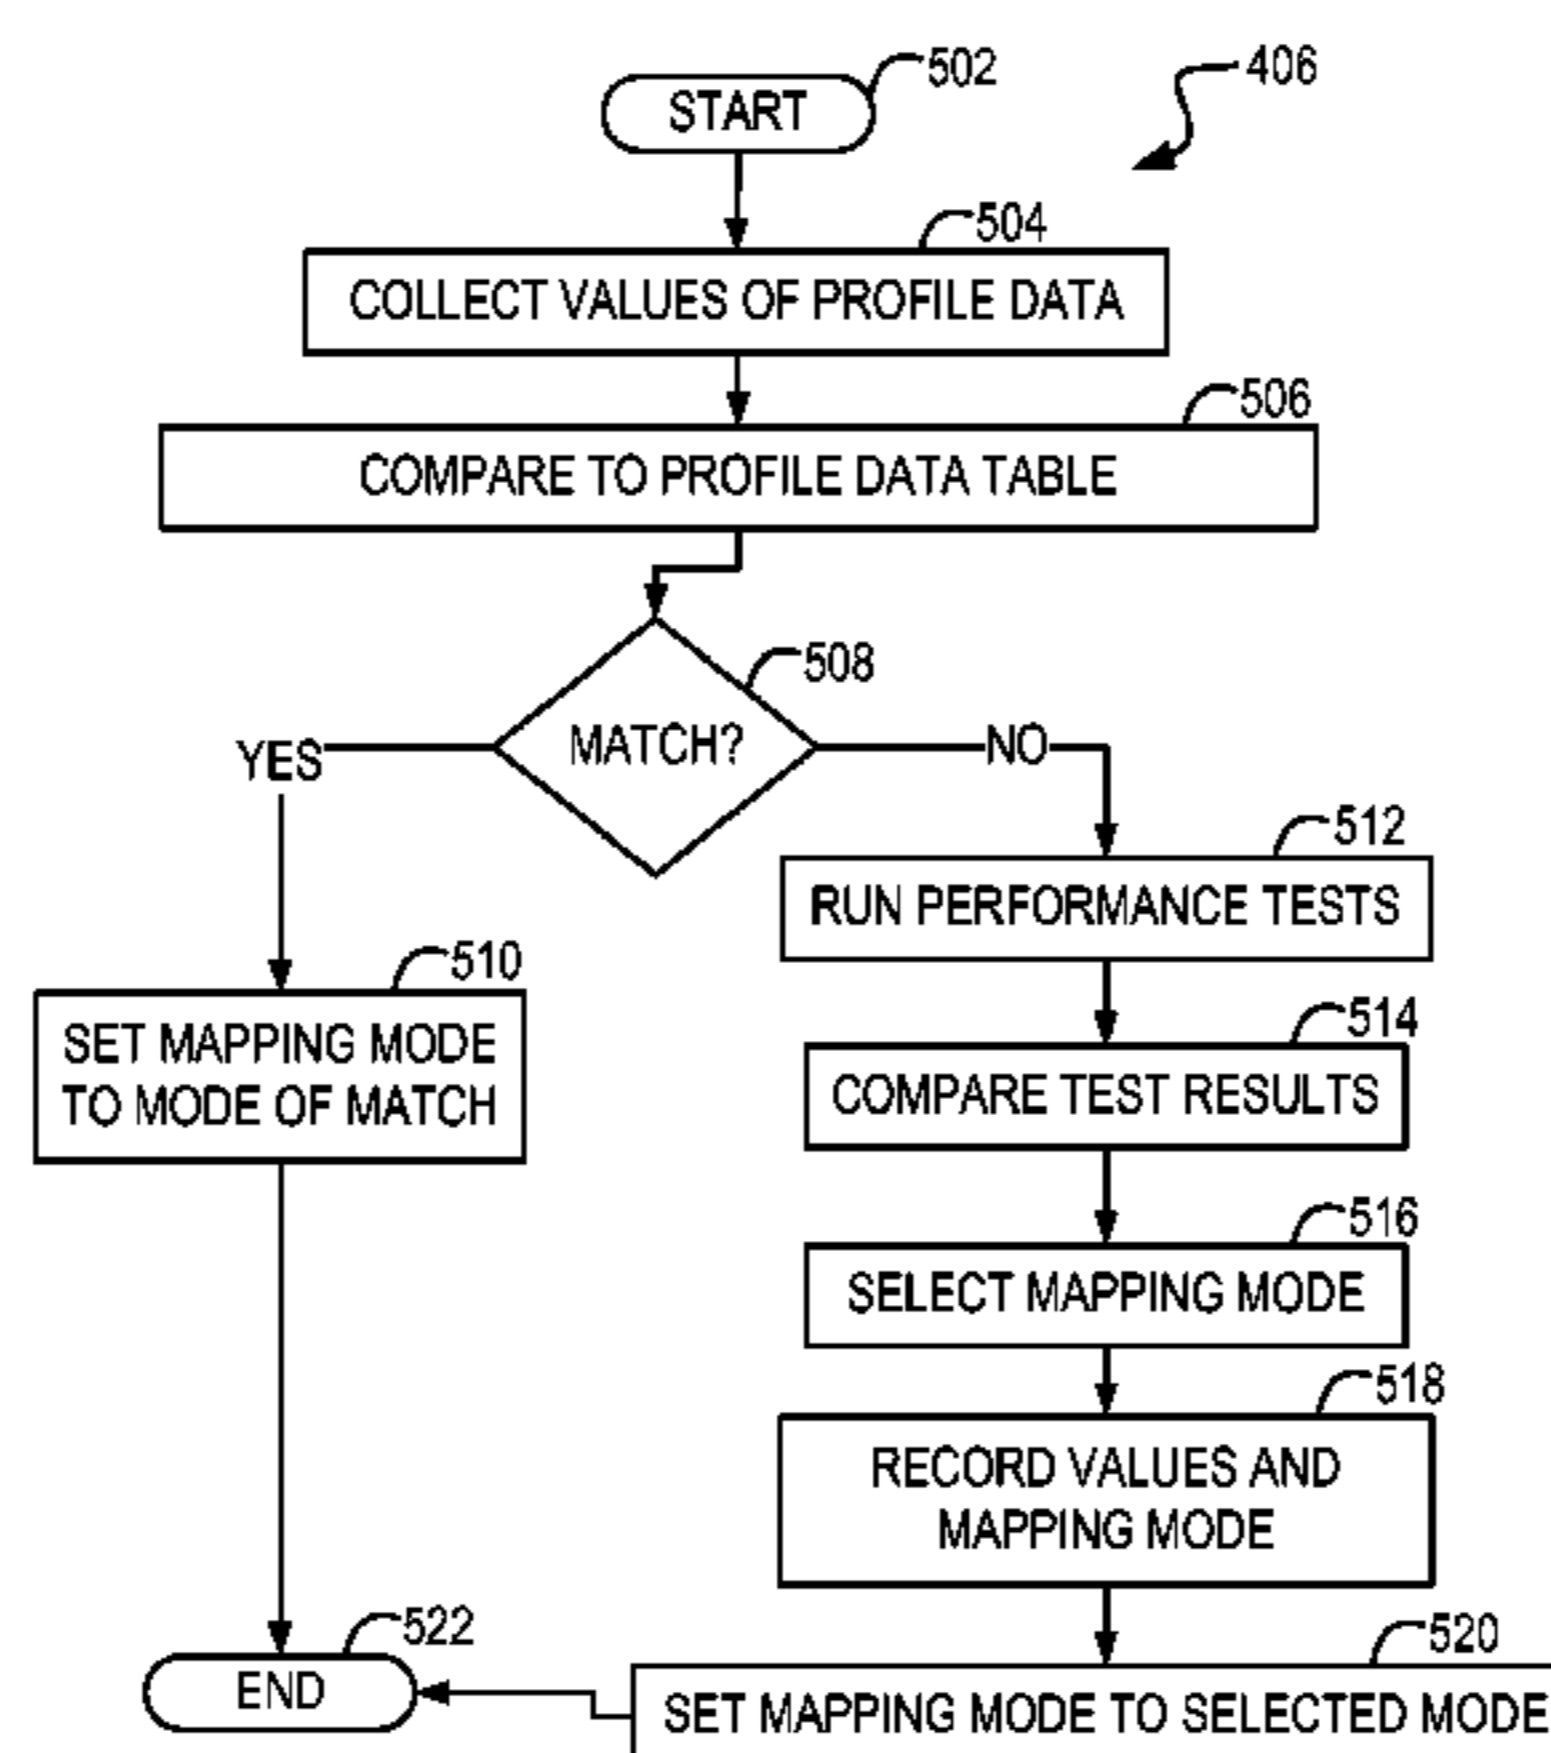 502
406
START
504
COLLECT VALUES OF PROFILE DATA
506
COMPARE TO PROFILE DATA TABLE
508
MATCH?
YES
NO
512
RUN PERFORMANCE TESTS
510
SET MAPPING MODE
TO MODE OF MATCH
514
COMPARE TEST RESULTS
516
SELECT MAPPING MODE
518
RECORD VALUES AND
MAPPING MODE
522
END
520
SET MAPPING MODE TO SELECTED MODE